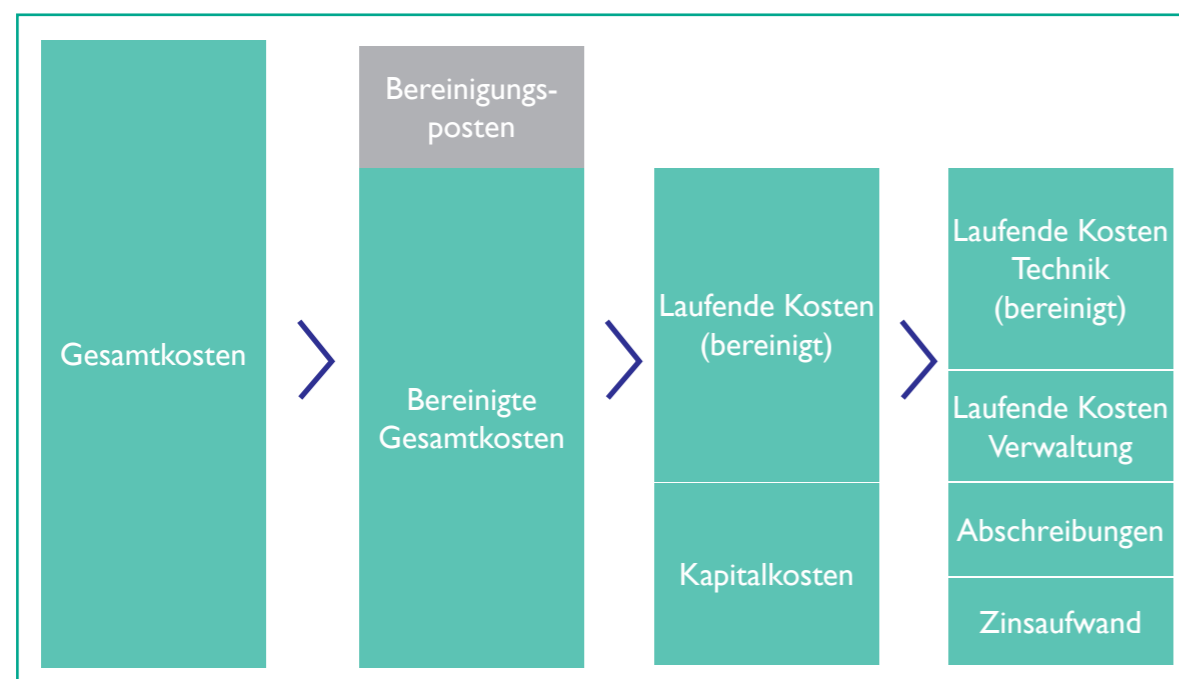 Gesamtkosten
Bereinigungs-
posten
Bereinigte
Gesamtkosten
Laufende Kosten
(bereinigt)
Kapitalkosten
Laufende Kosten
Technik
(bereinigt)
Laufende Kosten
Verwaltung
Abschreibungen
Zinsaufwand